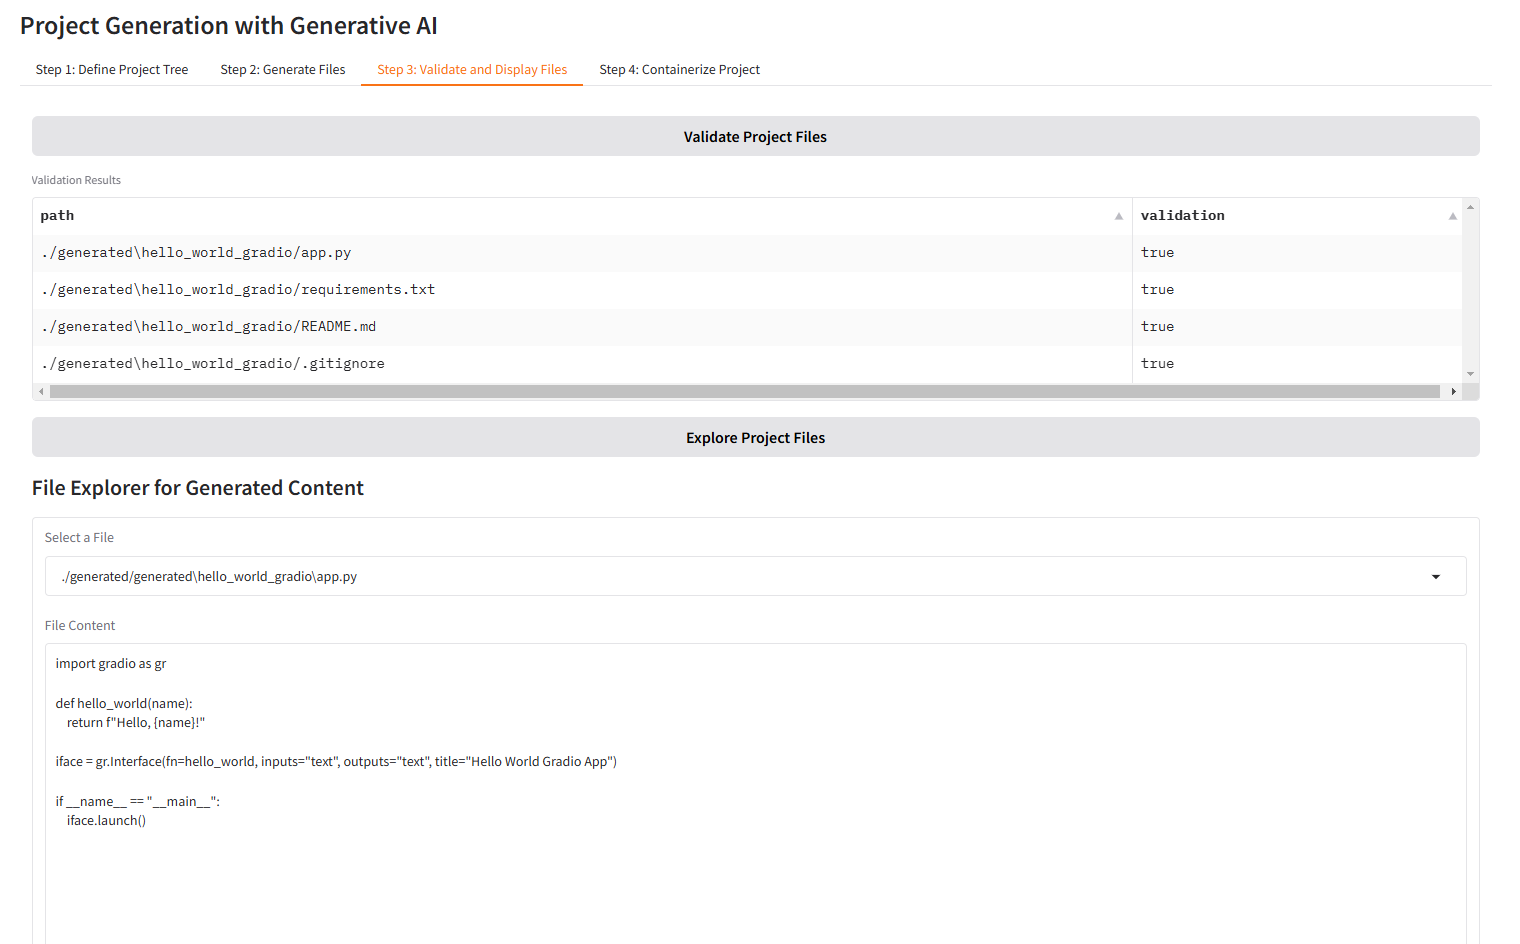 Project Generation with Generative AI
Step 1: Define Project Tree Step 2: Generate Files Step 3: Validate and Display Files Step 4: Containerize Project
Validate Project Files
Validation Results
path validation
./generated\hello_world_gradio/app.py true
./generated\hello_world_gradio/requirements.txt true
./generated\hello_world_gradio/README.md true
./generated\hello_world_gradio/.gitignore true
Explore Project Files
File Explorer for Generated Content
Select a File
./generated/generated\hello_world_gradio\app.py
File Content
import gradio as gr
def hello_world(name):
    return f"Hello, {name}!"
iface = gr.Interface(fn=hello_world, inputs="text", outputs="text", title="Hello World Gradio App")
if __name__ == "__main__":
    iface.launch()